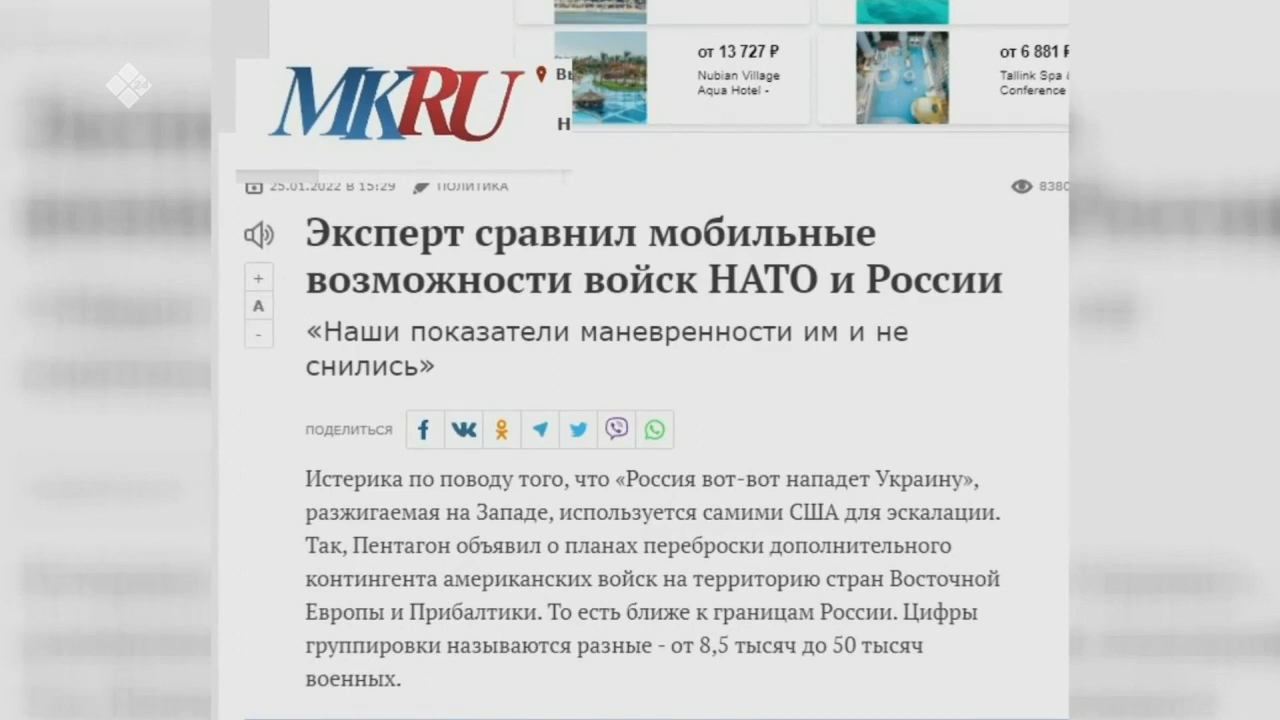 от 13 727 ₽
Nubian Village
Aqua Hotel -
от 6 881 ₽
Tallink Spa &
Conference
MKRU
25.01.2022 В 15:29
ПОЛИТИКА
8380
Эксперт сравнил мобильные
возможности войск НАТО и России
«Наши показатели маневренности им и не
снились»
+
A
-
ПОДЕЛИТЬСЯ
Истерика по поводу того, что «Россия вот-вот нападет Украину»,
разжигаемая на Западе, используется самими США для эскалации.
Так, Пентагон объявил о планах переброски дополнительного
контингента американских войск на территорию стран Восточной
Европы и Прибалтики. То есть ближе к границам России. Цифры
группировки называются разные - от 8,5 тысяч до 50 тысяч
военных.